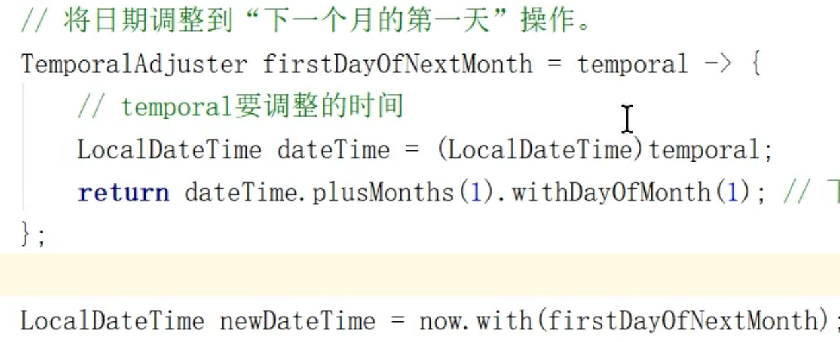 // 将日期调整到“下一个月的第一天”操作。
TemporalAdjuster firstDayOfNextMonth = temporal -> {
// temporal要调整的时间
LocalDateTime dateTime = (LocalDateTime)temporal;
return dateTime.plusMonths(1).withDayOfMonth(1); //
};
LocalDateTime newDateTime = now.with(firstDayOfNextMonth);